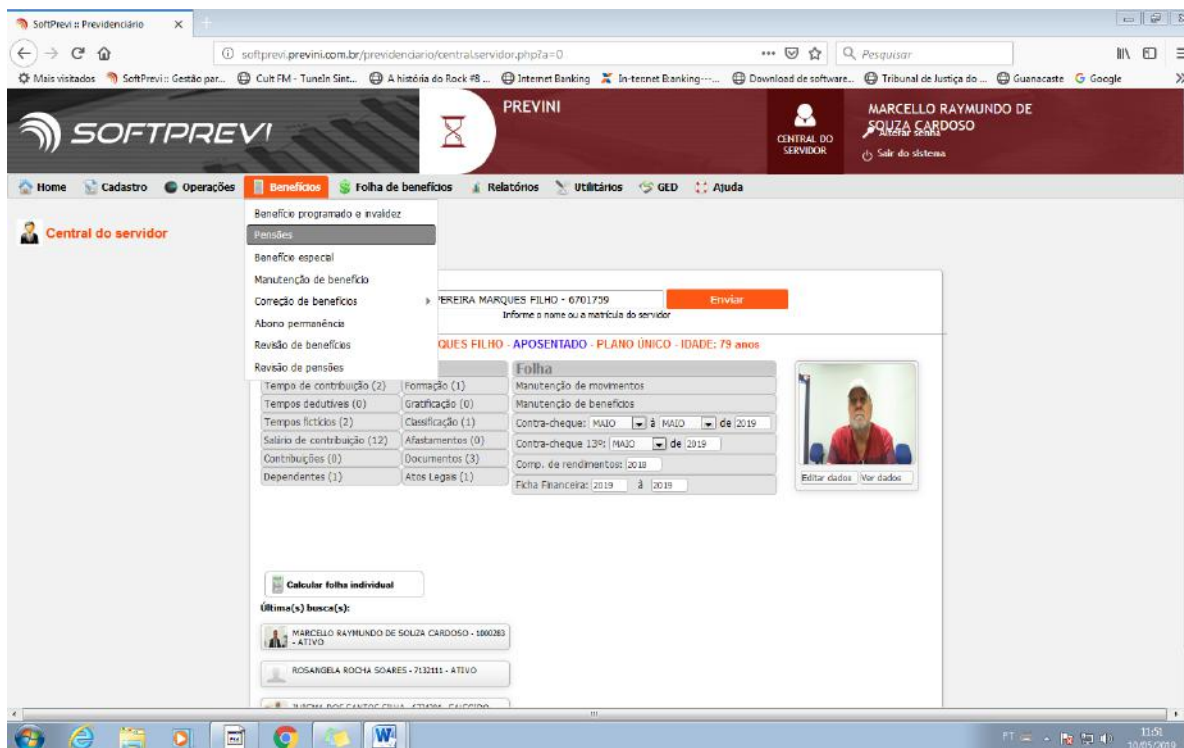 SoftPrevi :: Previdenciário
softprevi.previni.com.br/previdenciario/central.servidor.php?a=0
Pesquisar
Mais visitados SoftPrevi :: Gestão par... Cult FM - TuneIn Sint... A história do Rock #8 ... Internet Banking In-tecnet Banking---... Download de software... Tribunal de Justiça do ... Guanacaste Google
SOFTPREVI
PREVINI
CENTRAL DO
SERVIDOR
MARCELLO RAYMUNDO DE
SOUZA CARDOSO
Alterar senha
Sair do sistema
Home Cadastro Operações Benefícios Folha de benefícios Relatórios Utilitários GED Ajuda
Central do servidor
Benefício programado e invalidez
Pensões
Benefício especial
Manutenção de benefício
Correção de benefícios
Abono permanência
Revisão de benefícios
Revisão de pensões
PEREIRA MARQUES FILHO - 6701759
Enviar
Informe o nome ou a matrícula do servidor
QUES FILHO - APOSENTADO - PLANO ÚNICO - IDADE: 79 anos
Tempo de contribuição (2) Formação (1)
Tempos dedutíveis (0) Gratificação (0)
Tempos fictícios (2) Classificação (1)
Salário de contribuição (12) Afastamentos (0)
Contribuições (0) Documentos (3)
Dependentes (1) Atos Legais (1)
Folha
Manutenção de movimentos
Manutenção de benefícios
Contra-cheque: MAIO à MAIO de 2019
Contra-cheque 13º: MAIO de 2019
Comp. de rendimentos: 2018
Ficha Financeira: 2019 à 2019
Editar dados Ver dados
Calcular folha individual
Última(s) busca(s):
MARCELLO RAYMUNDO DE SOUZA CARDOSO - 1000283
- ATIVO
ROSANGELA ROCHA SOARES - 7132111 - ATIVO
PT
11:51
10/05/2019